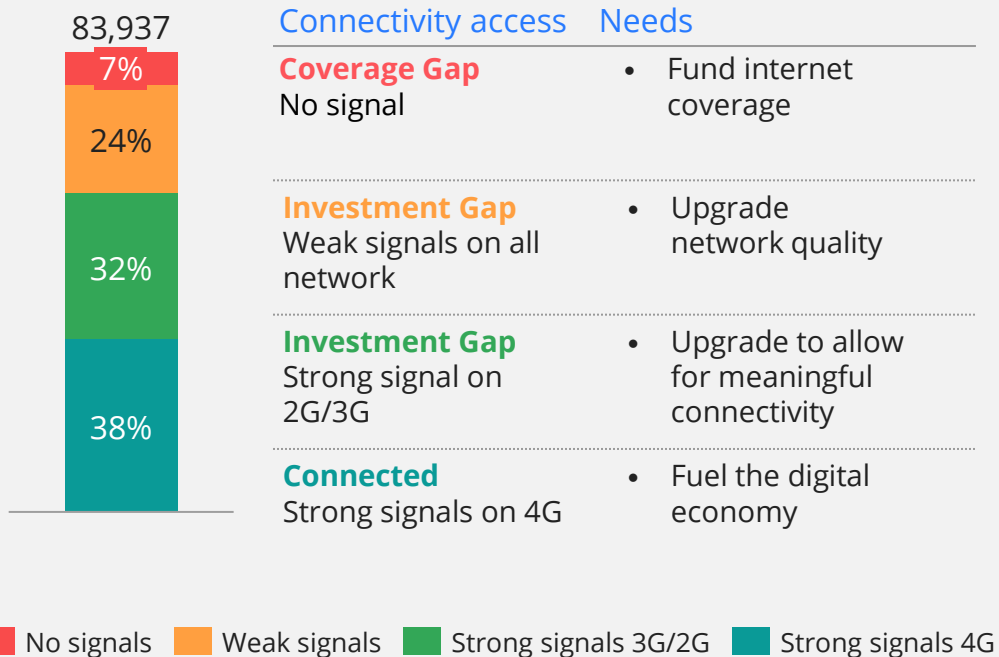 83,937
7%
24%
32%
38%
Connectivity access Needs
Coverage Gap
No signal
• Fund internet
coverage
Investment Gap
Weak signals on all
network
• Upgrade
network quality
Investment Gap
Strong signal on
2G/3G
• Upgrade to allow
for meaningful
connectivity
Connected
Strong signals on 4G
• Fuel the digital
economy
No signals Weak signals Strong signals 3G/2G Strong signals 4G